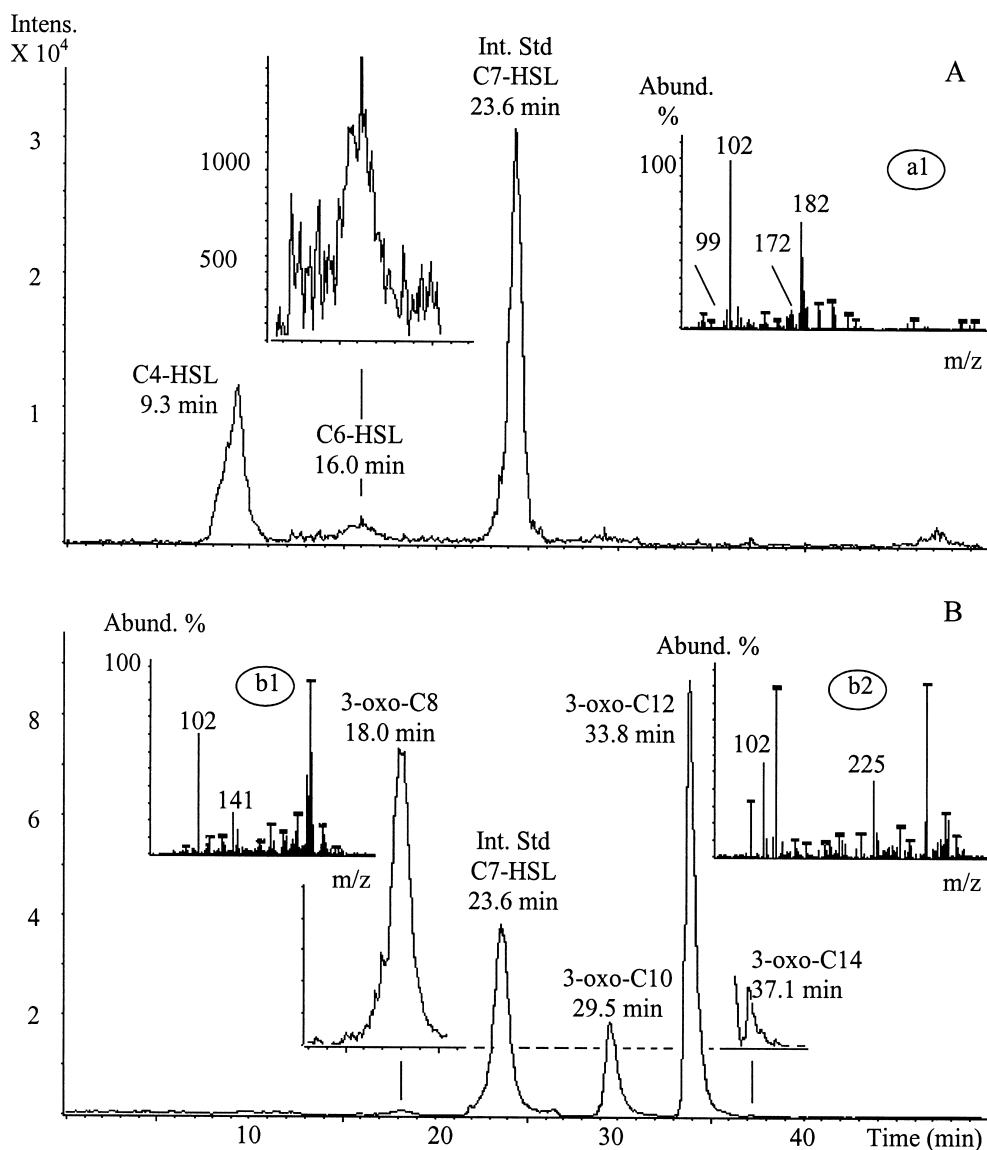 Intens.
X 10⁴
A
Int. Std
C7-HSL
23.6 min
Abund.
%
100
102
a1
182
99
172
m/z
3
2
1
1000
500
C4-HSL
9.3 min
C6-HSL
16.0 min
B
Abund. %
100
b1
102
141
m/z
3-oxo-C8
18.0 min
Int. Std
C7-HSL
23.6 min
3-oxo-C10
29.5 min
3-oxo-C12
33.8 min
Abund. %
b2
102
225
m/z
3-oxo-C14
37.1 min
8
6
4
2
10
20
30
40
Time (min)